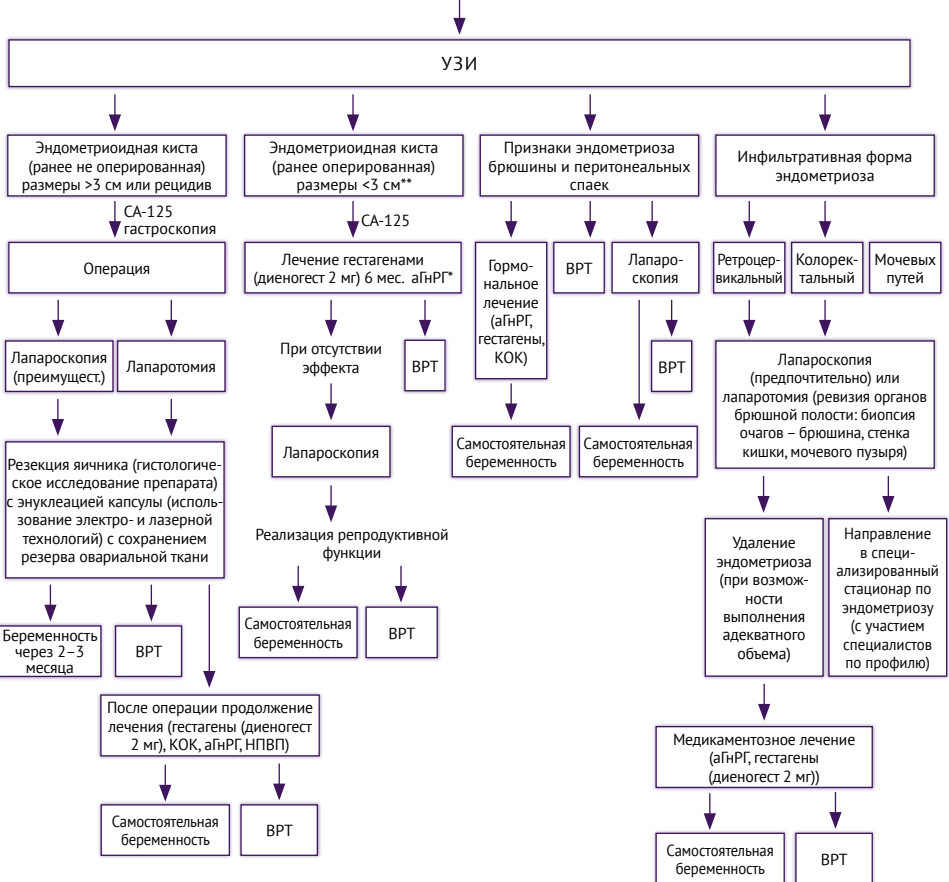 УЗИ
Эндометриоидная киста
(ранее не оперированная)
размеры >3 см или рецидив
Эндометриоидная киста
(ранее оперированная)
размеры <3 см**
Признаки эндометриоза
брюшины и перитонеальных
спаек
Инфильтративная форма
эндометриоза
СА-125
гастроскопия
СА-125
Операция
Лечение гестагенами
(диеногест 2 мг) 6 мес. аГнРГ*
Гормо-
нальное
лечение
(аГнРГ,
гестагены,
КОК)
ВРТ
Лапаро-
скопия
Ретроцер-
викальный
Колорек-
тальный
Мочевых
путей
Лапароскопия
(преимущест.)
Лапаротомия
При отсутствии
эффекта
ВРТ
ВРТ
Лапароскопия
(предпочтительно) или
лапаротомия (ревизия органов
брюшной полости: биопсия
очагов – брюшина, стенка
кишки, мочевого пузыря)
Лапароскопия
Самостоятельная
беременность
Самостоятельная
беременность
Резекция яичника (гистологиче-
ское исследование препарата)
с энуклеацией капсулы (исполь-
зование электро- и лазерной
технологий) с сохранением
резерва овариальной ткани
Реализация репродуктивной
функции
Удаление
эндометриоза
(при возмож-
ности
выполнения
адекватного
объема)
Направление
в специ-
ализированный
стационар по
эндометриозу
(с участием
специалистов
по профилю)
Беременность
через 2–3
месяца
ВРТ
Самостоятельная
беременность
ВРТ
После операции продолжение
лечения (гестагены (диеногест
2 мг), КОК, аГнРГ, НПВП)
Медикаментозное лечение
(аГнРГ, гестагены
(диеногест 2 мг))
Самостоятельная
беременность
ВРТ
Самостоятельная
беременность
ВРТ